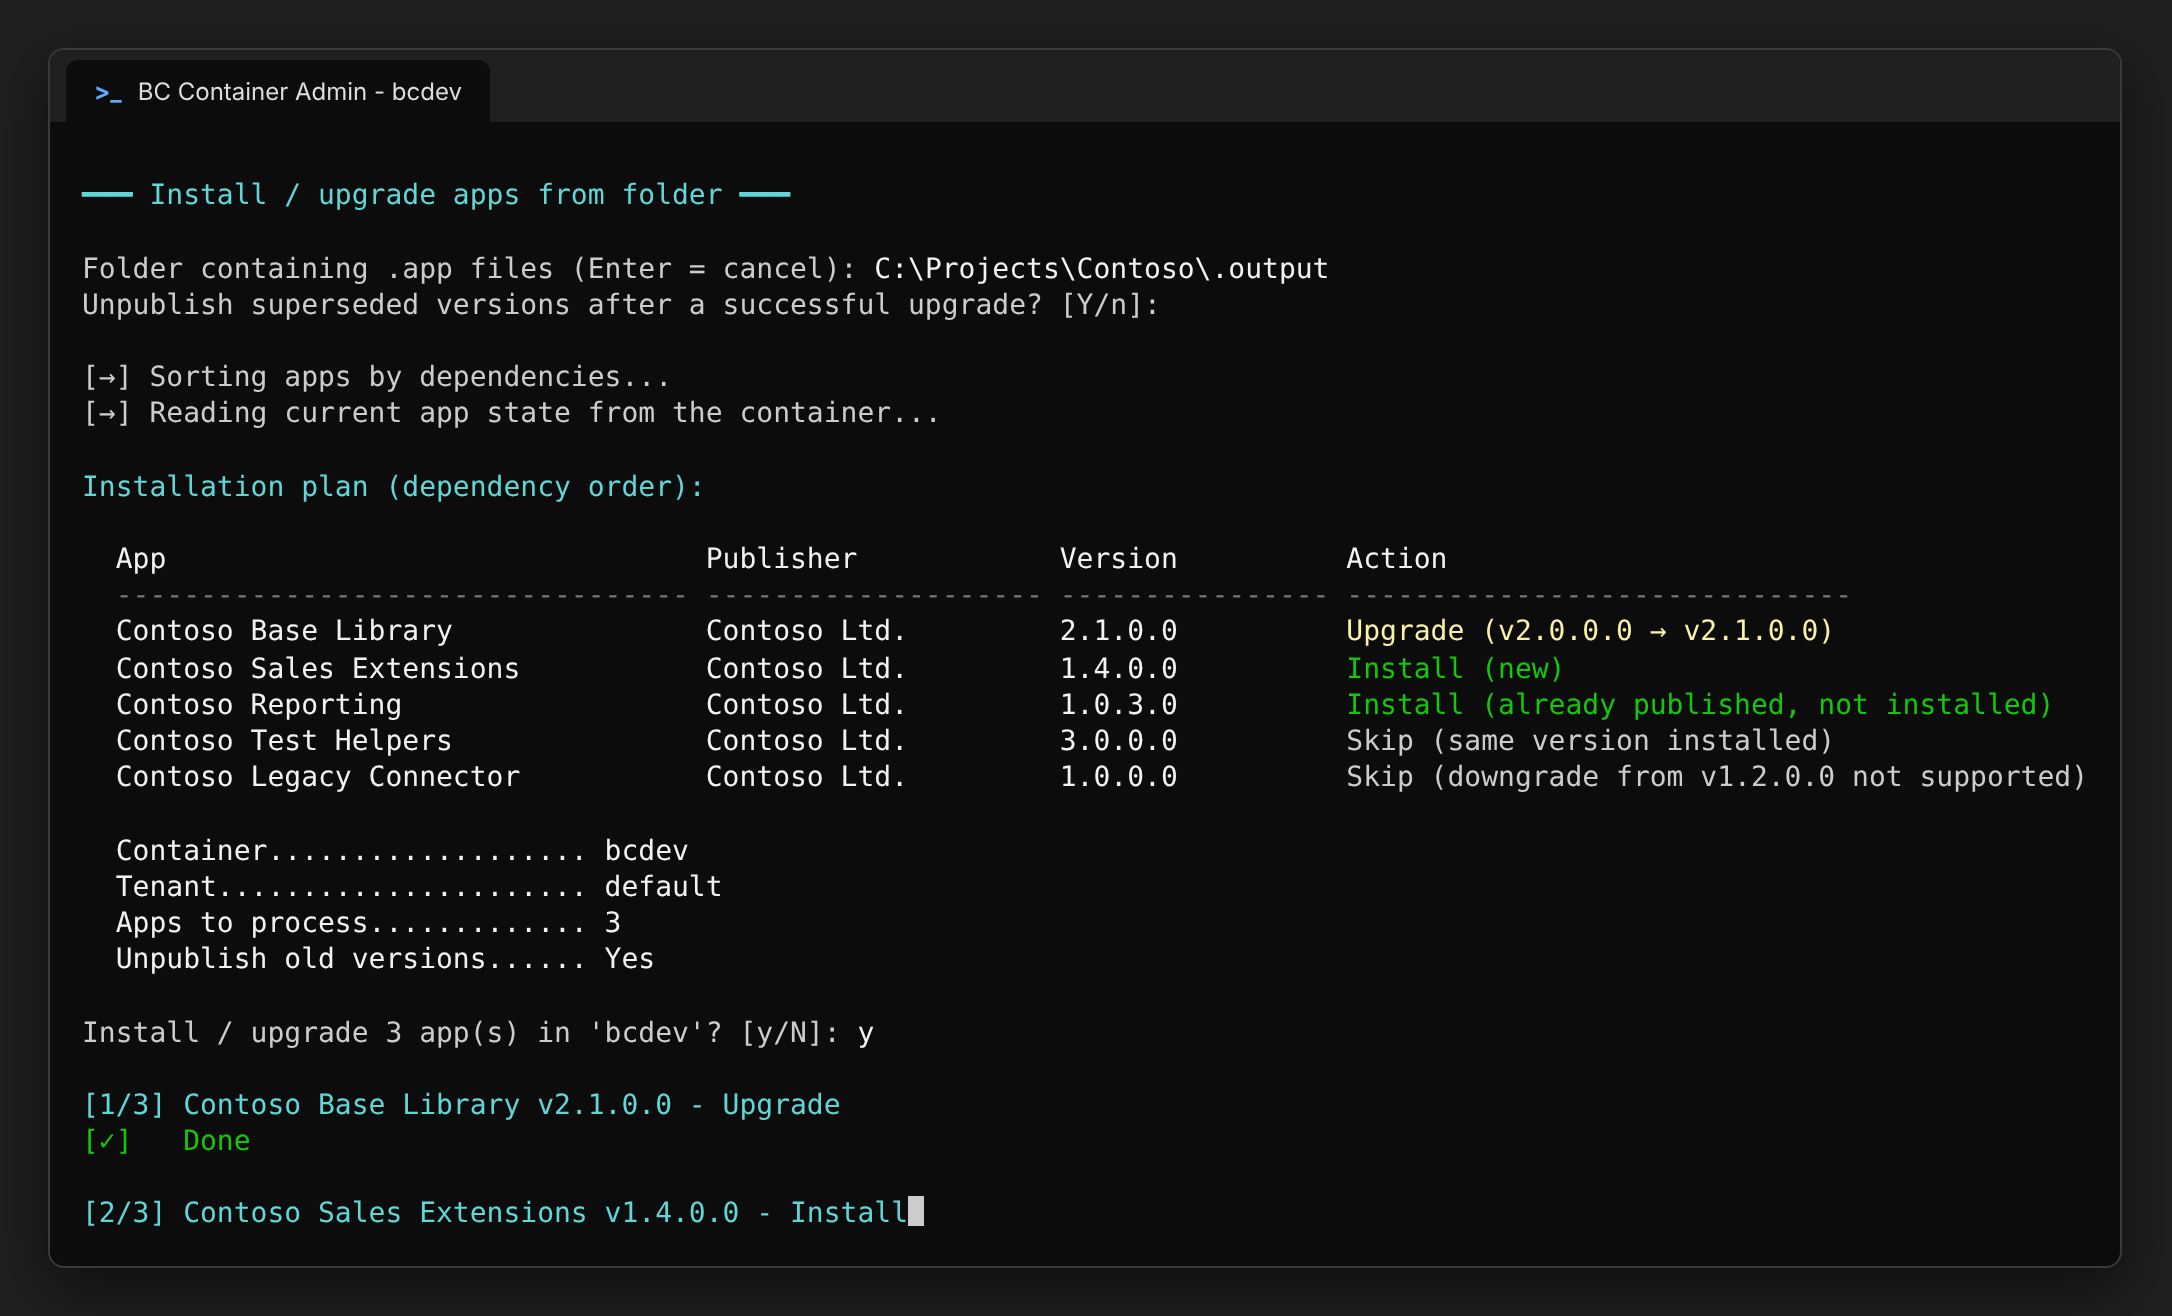 >_ BC Container Admin - bcdev
━━━ Install / upgrade apps from folder ━━━
Folder containing .app files (Enter = cancel): C:\Projects\Contoso\.output
Unpublish superseded versions after a successful upgrade? [Y/n]:
[→] Sorting apps by dependencies...
[→] Reading current app state from the container...
Installation plan (dependency order):
App Publisher Version Action
---------------------------------- -------------------- ---------------- ------------------------------
Contoso Base Library Contoso Ltd. 2.1.0.0 Upgrade (v2.0.0.0 → v2.1.0.0)
Contoso Sales Extensions Contoso Ltd. 1.4.0.0 Install (new)
Contoso Reporting Contoso Ltd. 1.0.3.0 Install (already published, not installed)
Contoso Test Helpers Contoso Ltd. 3.0.0.0 Skip (same version installed)
Contoso Legacy Connector Contoso Ltd. 1.0.0.0 Skip (downgrade from v1.2.0.0 not supported)
Container................... bcdev
Tenant...................... default
Apps to process............. 3
Unpublish old versions...... Yes
Install / upgrade 3 app(s) in 'bcdev'? [y/N]: y
[1/3] Contoso Base Library v2.1.0.0 - Upgrade
[✓] Done
[2/3] Contoso Sales Extensions v1.4.0.0 - Install